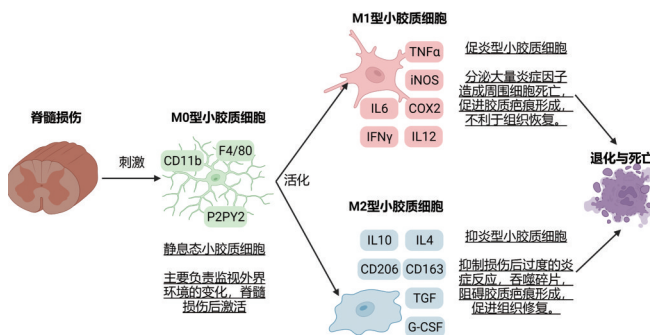 M1型小胶质细胞
TNFα
iNOS
IL6
COX2
IFNγ
IL12
促炎型小胶质细胞
分泌大量炎症因子
造成周围细胞死亡，
促进胶质疤痕形成，
不利于组织恢复。
脊髓损伤
刺激
M0型小胶质细胞
CD11b
F4/80
P2PY2
静息态小胶质细胞
主要负责监视外界
环境的变化，脊髓
损伤后激活
活化
退化与死亡
M2型小胶质细胞
IL10
IL4
CD206
CD163
TGF
G-CSF
抑炎型小胶质细胞
抑制损伤后过度的炎
症反应，吞噬碎片，
阻碍胶质疤痕形成，
促进组织修复。